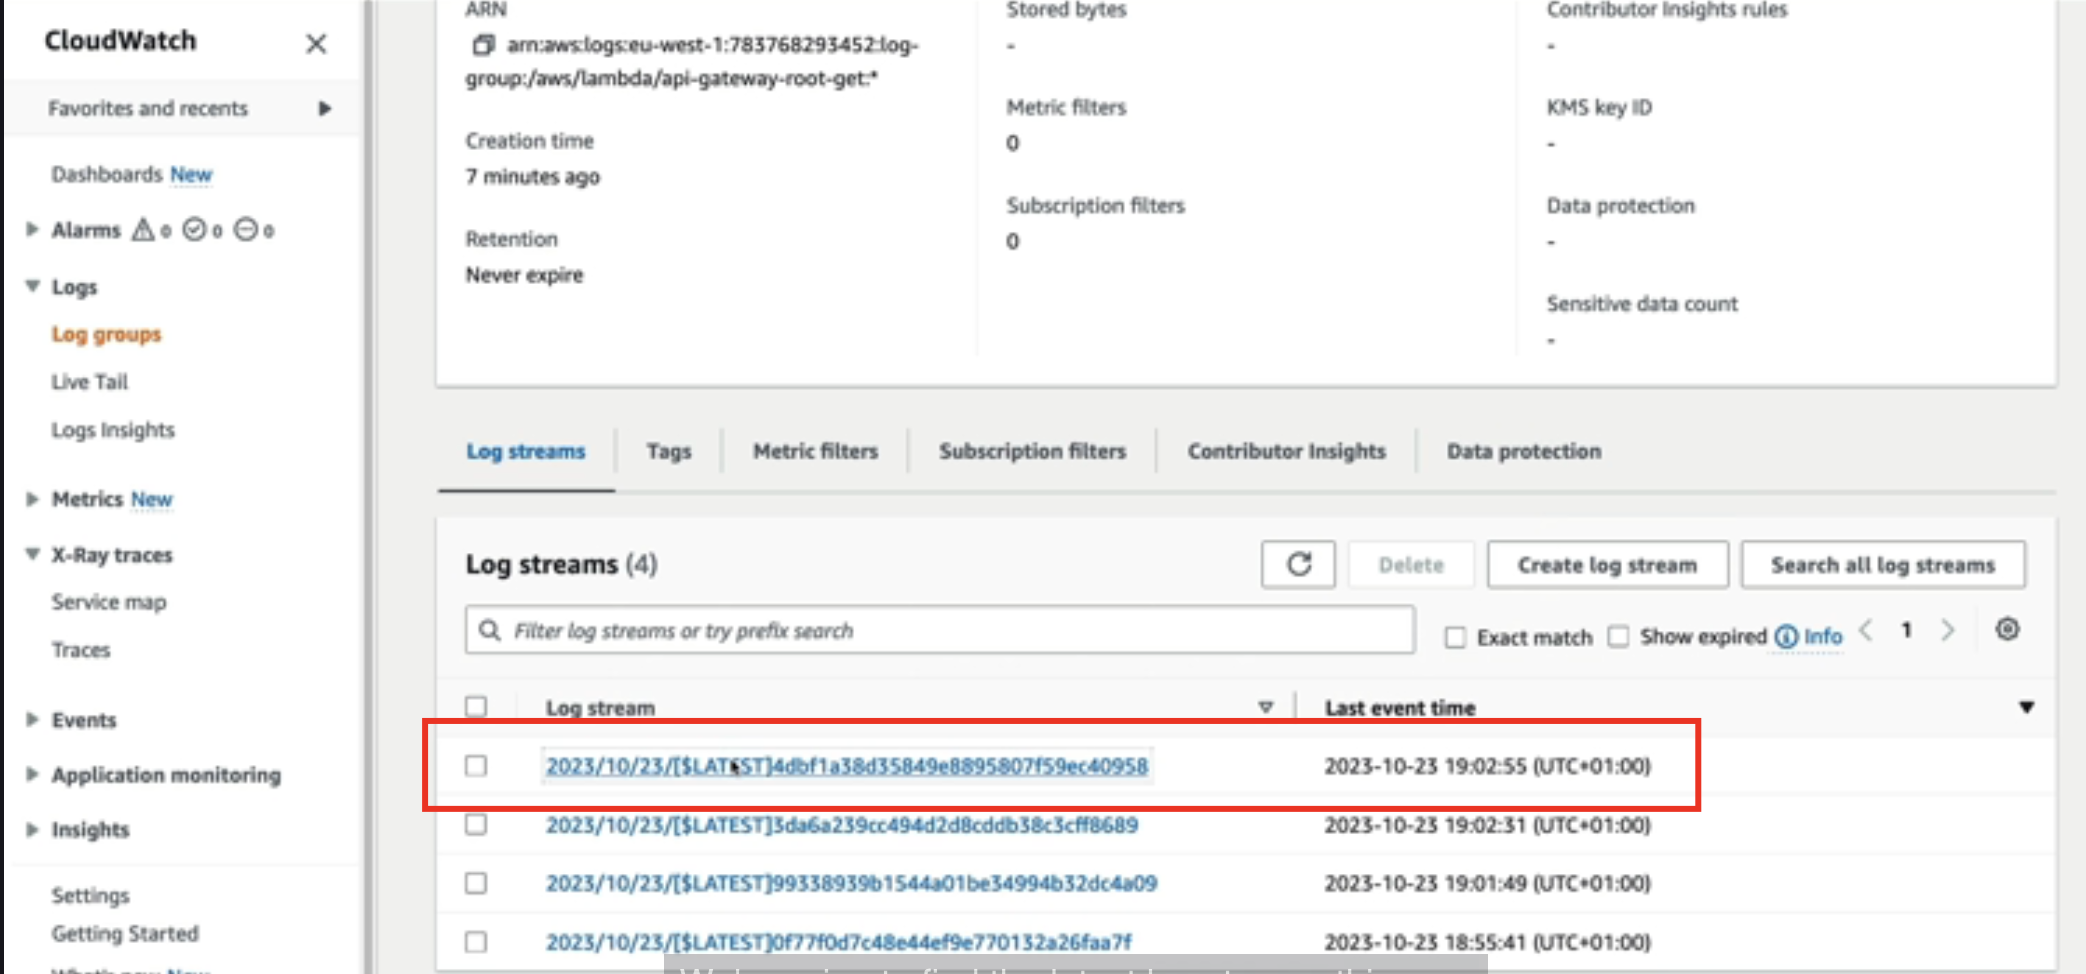 CloudWatch
Favorites and recents
Dashboards New
Alarms 0 0 0
Logs
Log groups
Live Tail
Logs Insights
Metrics New
X-Ray traces
Service map
Traces
Events
Application monitoring
Insights
Settings
Getting Started
What's new New
ARN
arn:aws:logs:eu-west-1:783768293452:log-
group:/aws/lambda/api-gateway-root-get:*
Creation time
7 minutes ago
Retention
Never expire
Stored bytes
-
Metric filters
0
Subscription filters
0
Contributor Insights rules
-
KMS key ID
-
Data protection
-
Sensitive data count
-
Log streams Tags Metric filters Subscription filters Contributor Insights Data protection
Log streams (4)
Delete Create log stream Search all log streams
Filter log streams or try prefix search
Exact match Show expired Info 1
Log stream Last event time
2023/10/23/[$LATEST]4dbf1a38d35849e8895807f59ec40958 2023-10-23 19:02:55 (UTC+01:00)
2023/10/23/[$LATEST]3da6a239cc494d2d8cddb38c3cff8689 2023-10-23 19:02:31 (UTC+01:00)
2023/10/23/[$LATEST]99338939b1544a01be34994b32dc4a09 2023-10-23 19:01:49 (UTC+01:00)
2023/10/23/[$LATEST]0f77f0d7c48e44ef9e770132a26faa7f 2023-10-23 18:55:41 (UTC+01:00)